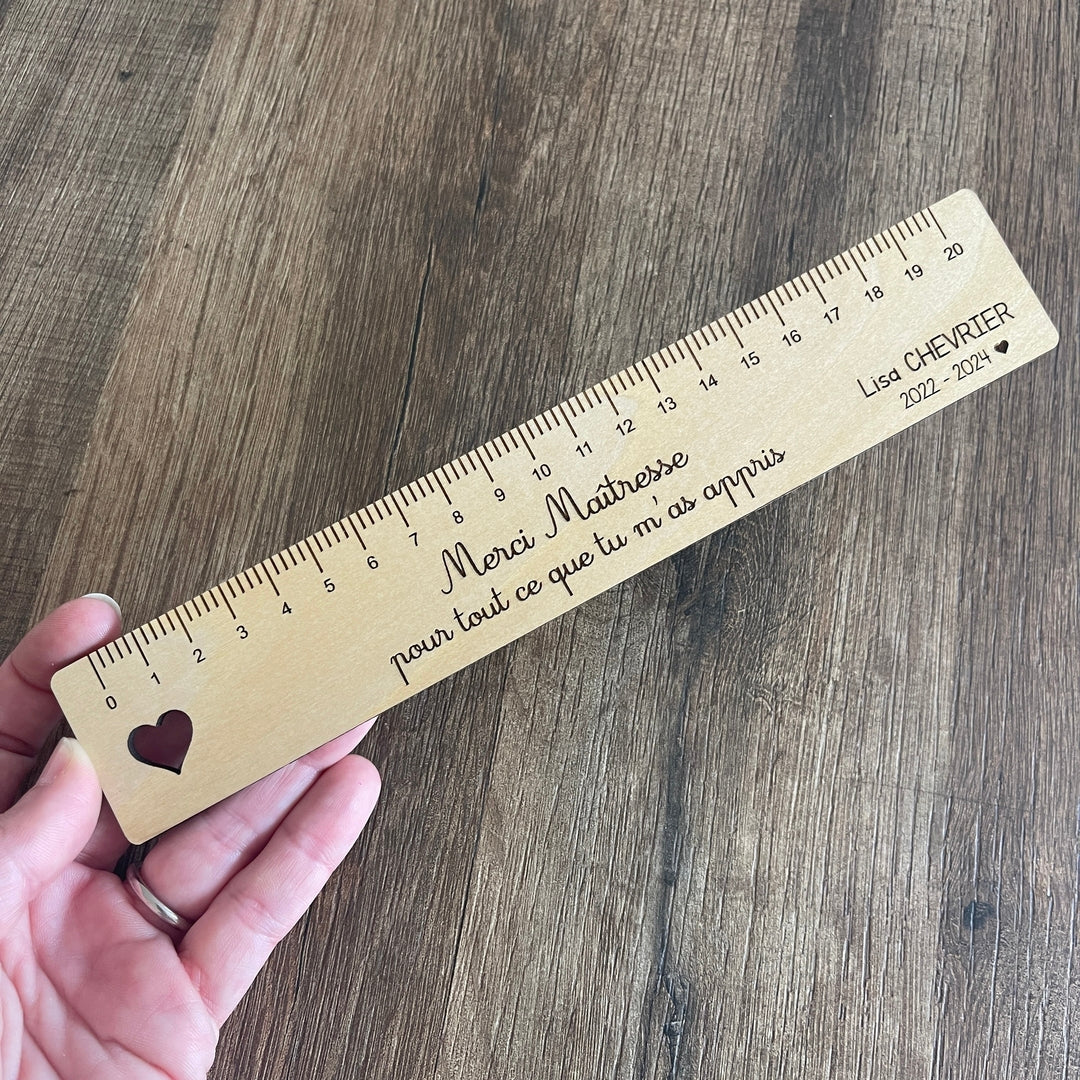 0 1 2 3 4 5 6 7 8 9 10 11 12 13 14 15 16 17 18 19 20
Merci Maîtresse
pour tout ce que tu m'as appris
Lisa CHEVRIER
2022 - 2024 ♥